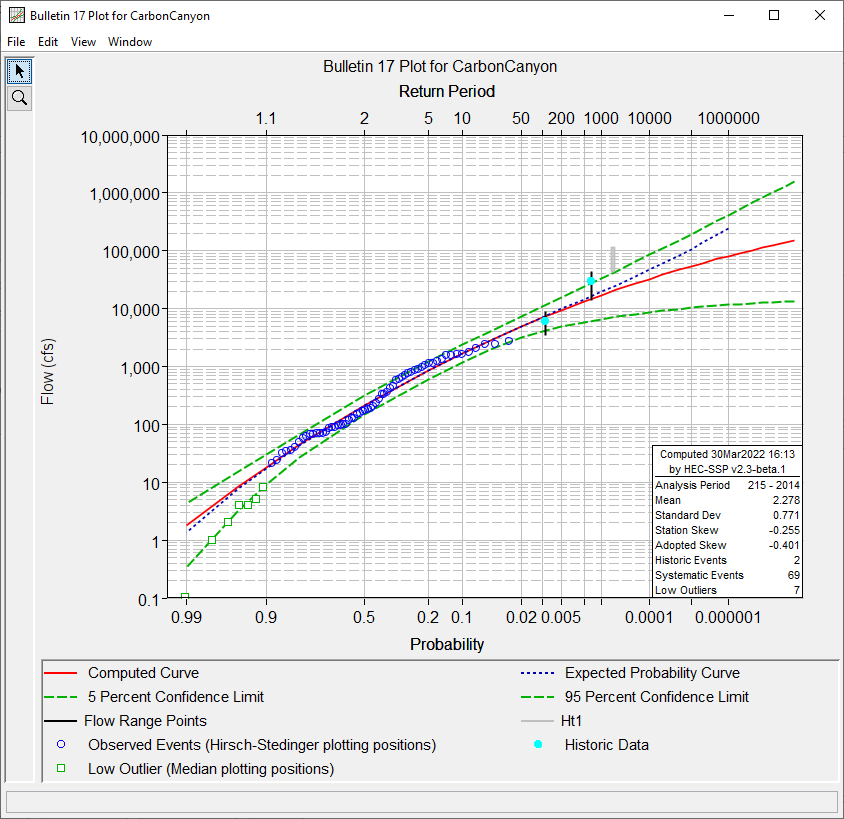 Bulletin 17 Plot for CarbonCanyon
File Edit View Window
Bulletin 17 Plot for CarbonCanyon
Return Period
1.1 2 5 10 50 200 1000 10000 1000000
10,000,000
1,000,000
100,000
10,000
1,000
100
10
1
0.1
Flow (cfs)
Computed 30Mar2022 16:13
by HEC-SSP v2.3-beta.1
Analysis Period 215 - 2014
Mean 2.278
Standard Dev 0.771
Station Skew -0.255
Adopted Skew -0.401
Historic Events 2
Systematic Events 69
Low Outliers 7
0.99 0.9 0.5 0.2 0.1 0.02 0.005 0.0001 0.000001
Probability
Computed Curve Expected Probability Curve
5 Percent Confidence Limit 95 Percent Confidence Limit
Flow Range Points Ht1
Observed Events (Hirsch-Stedinger plotting positions) Historic Data
Low Outlier (Median plotting positions)